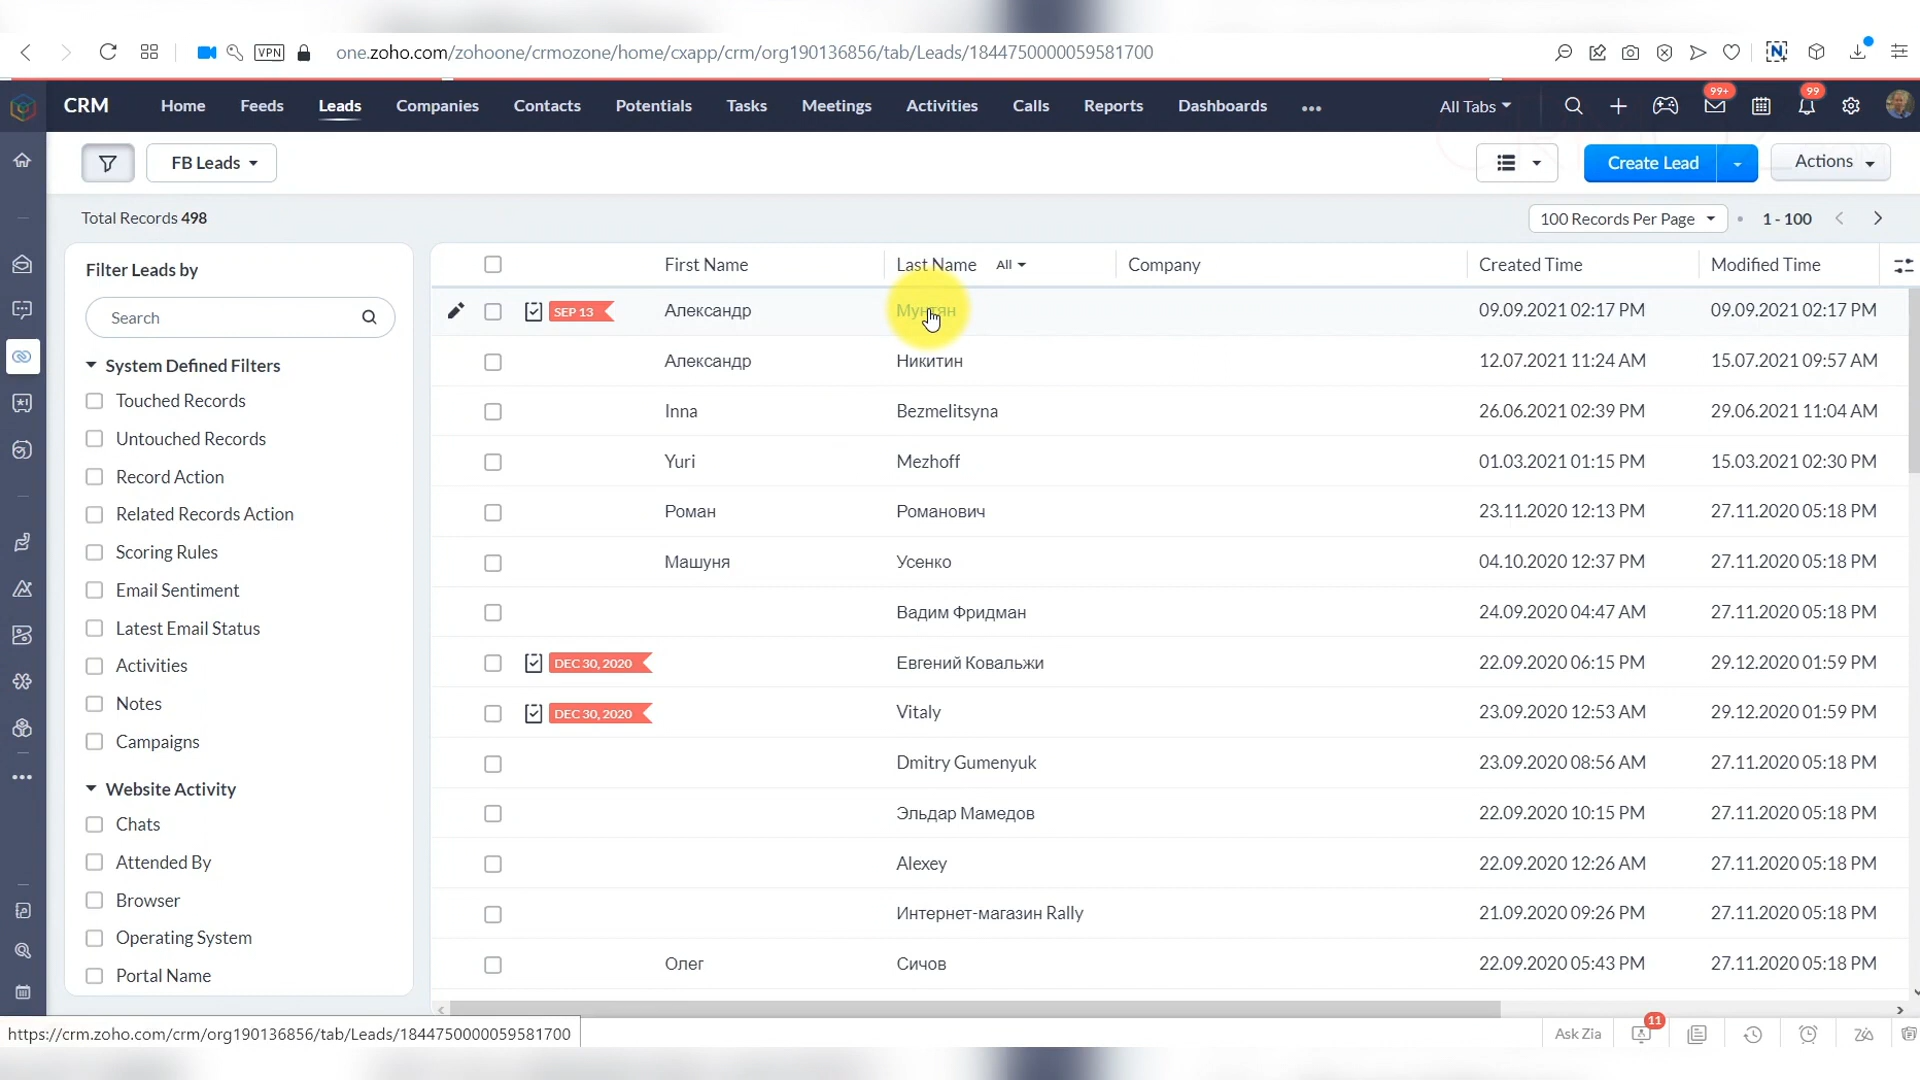 VPN one.zoho.com/zohoone/crmozone/home/cxapp/crm/org190136856/tab/Leads/1844750000059581700
CRM Home Feeds Leads Companies Contacts Potentials Tasks Meetings Activities Calls Reports Dashboards ••• All Tabs 99+ 99
FB Leads Create Lead Actions
Total Records 498 100 Records Per Page • 1 - 100
Filter Leads by
Search
System Defined Filters
Touched Records
Untouched Records
Record Action
Related Records Action
Scoring Rules
Email Sentiment
Latest Email Status
Activities
Notes
Campaigns
Website Activity
Chats
Attended By
Browser
Operating System
Portal Name
First Name Last Name All Company Created Time Modified Time
SEP 13 Александр Мунтян 09.09.2021 02:17 PM 09.09.2021 02:17 PM
Александр Никитин 12.07.2021 11:24 AM 15.07.2021 09:57 AM
Inna Bezmelitsyna 26.06.2021 02:39 PM 29.06.2021 11:04 AM
Yuri Mezhoff 01.03.2021 01:15 PM 15.03.2021 02:30 PM
Роман Романович 23.11.2020 12:13 PM 27.11.2020 05:18 PM
Машуня Усенко 04.10.2020 12:37 PM 27.11.2020 05:18 PM
Вадим Фридман 24.09.2020 04:47 AM 27.11.2020 05:18 PM
DEC 30, 2020 Евгений Ковальжи 22.09.2020 06:15 PM 29.12.2020 01:59 PM
DEC 30, 2020 Vitaly 23.09.2020 12:53 AM 29.12.2020 01:59 PM
Dmitry Gumenyuk 23.09.2020 08:56 AM 27.11.2020 05:18 PM
Эльдар Мамедов 22.09.2020 10:15 PM 27.11.2020 05:18 PM
Alexey 22.09.2020 12:26 AM 27.11.2020 05:18 PM
Интернет-магазин Rally 21.09.2020 09:26 PM 27.11.2020 05:18 PM
Олег Сичов 22.09.2020 05:43 PM 27.11.2020 05:18 PM
https://crm.zoho.com/crm/org190136856/tab/Leads/1844750000059581700 Ask Zia 11